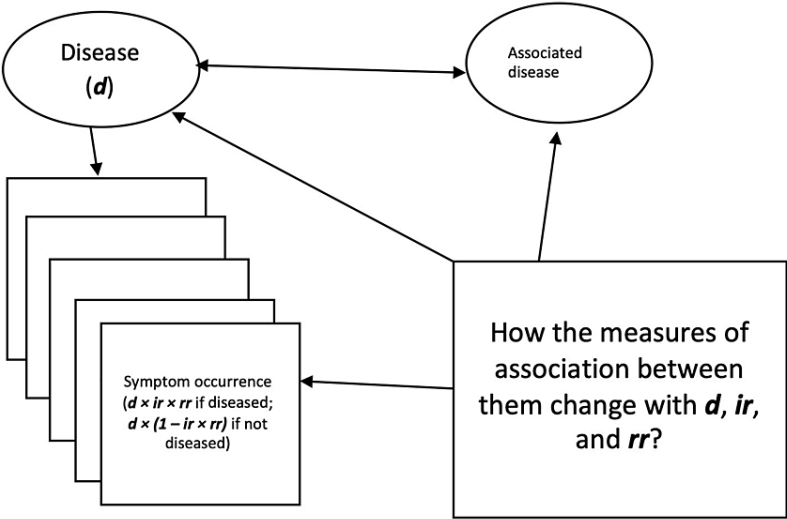 Disease
(d)
Associated
disease
Symptom occurrence
(d × ir × rr if diseased;
d × (1 – ir × rr) if not
diseased)
How the measures of
association between
them change with d, ir,
and rr?